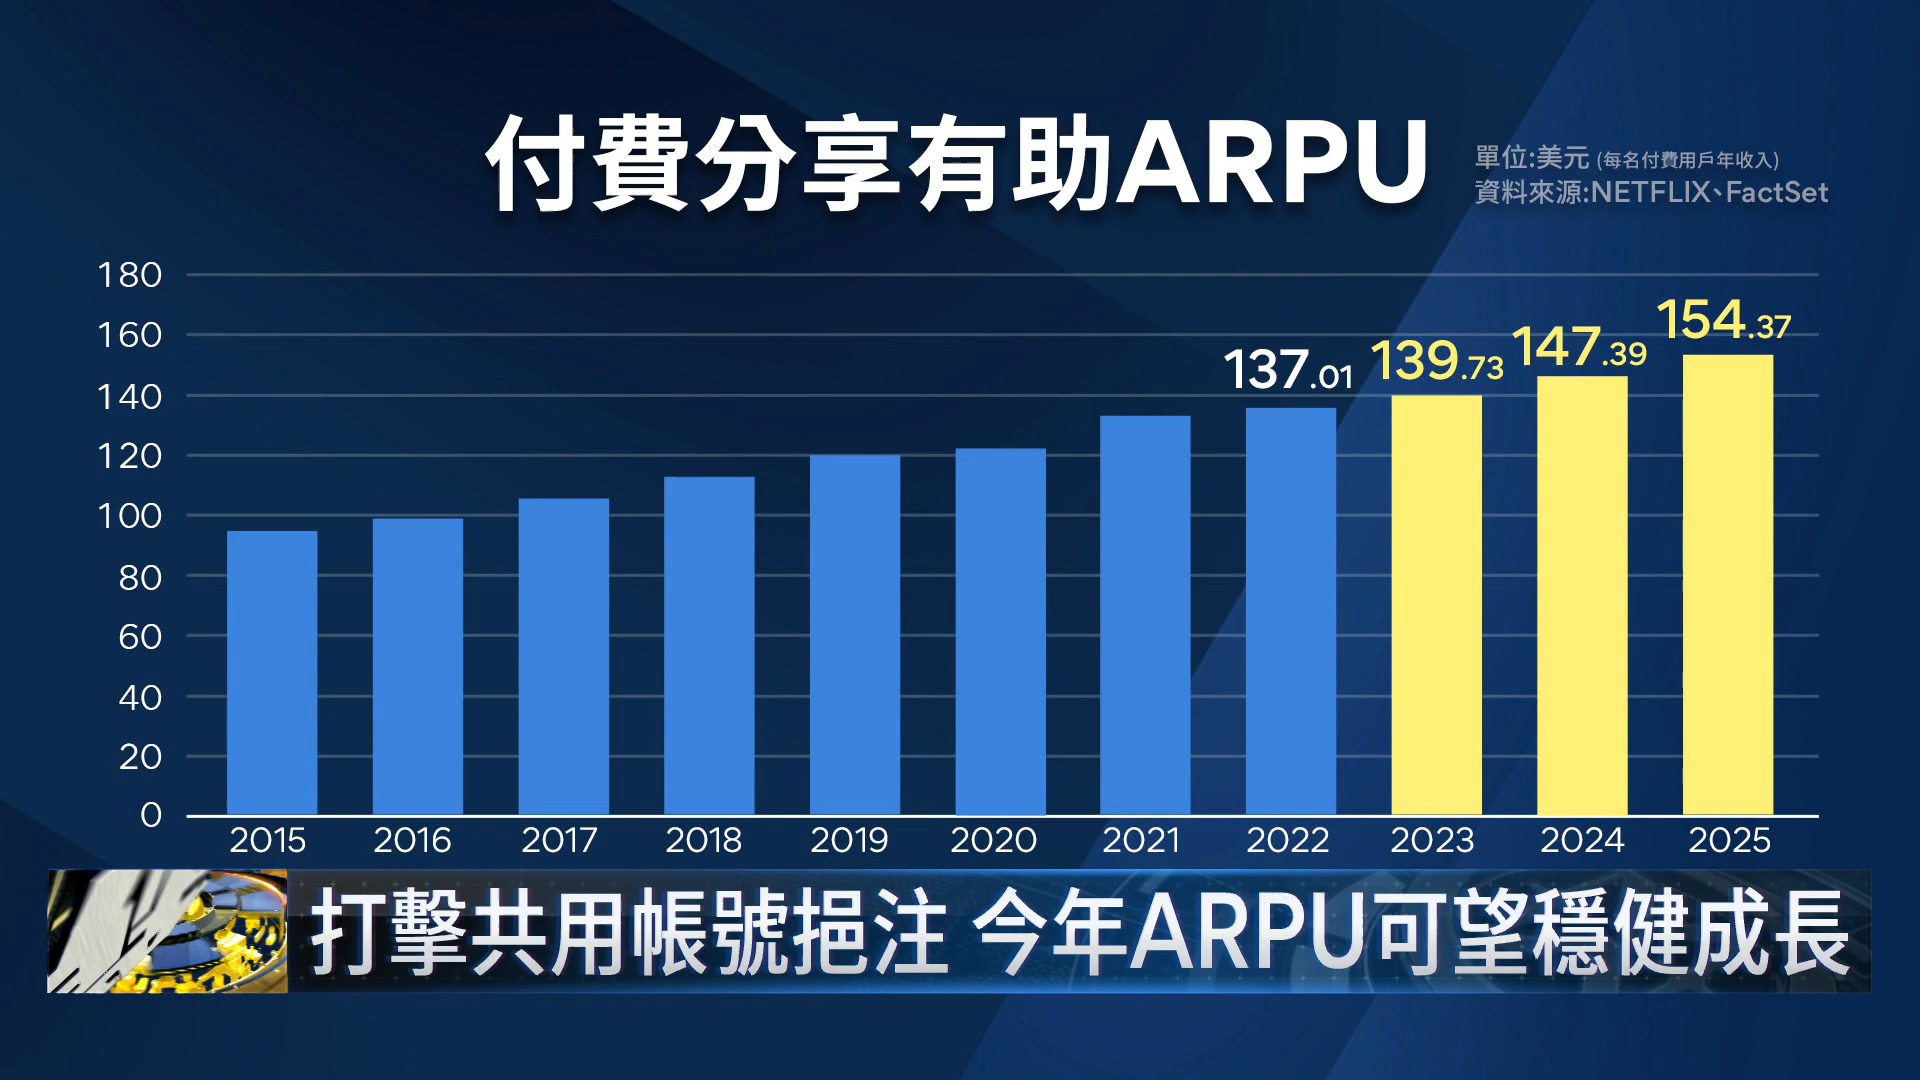 付費分享有助ARPU
單位:美元 (每名付費用戶年收入)
資料來源:NETFLIX、FactSet
180
160
140
120
100
80
60
40
20
0
137.01
139.73
147.39
154.37
2015 2016 2017 2018 2019 2020 2021 2022 2023 2024 2025
打擊共用帳號挹注 今年ARPU可望穩健成長